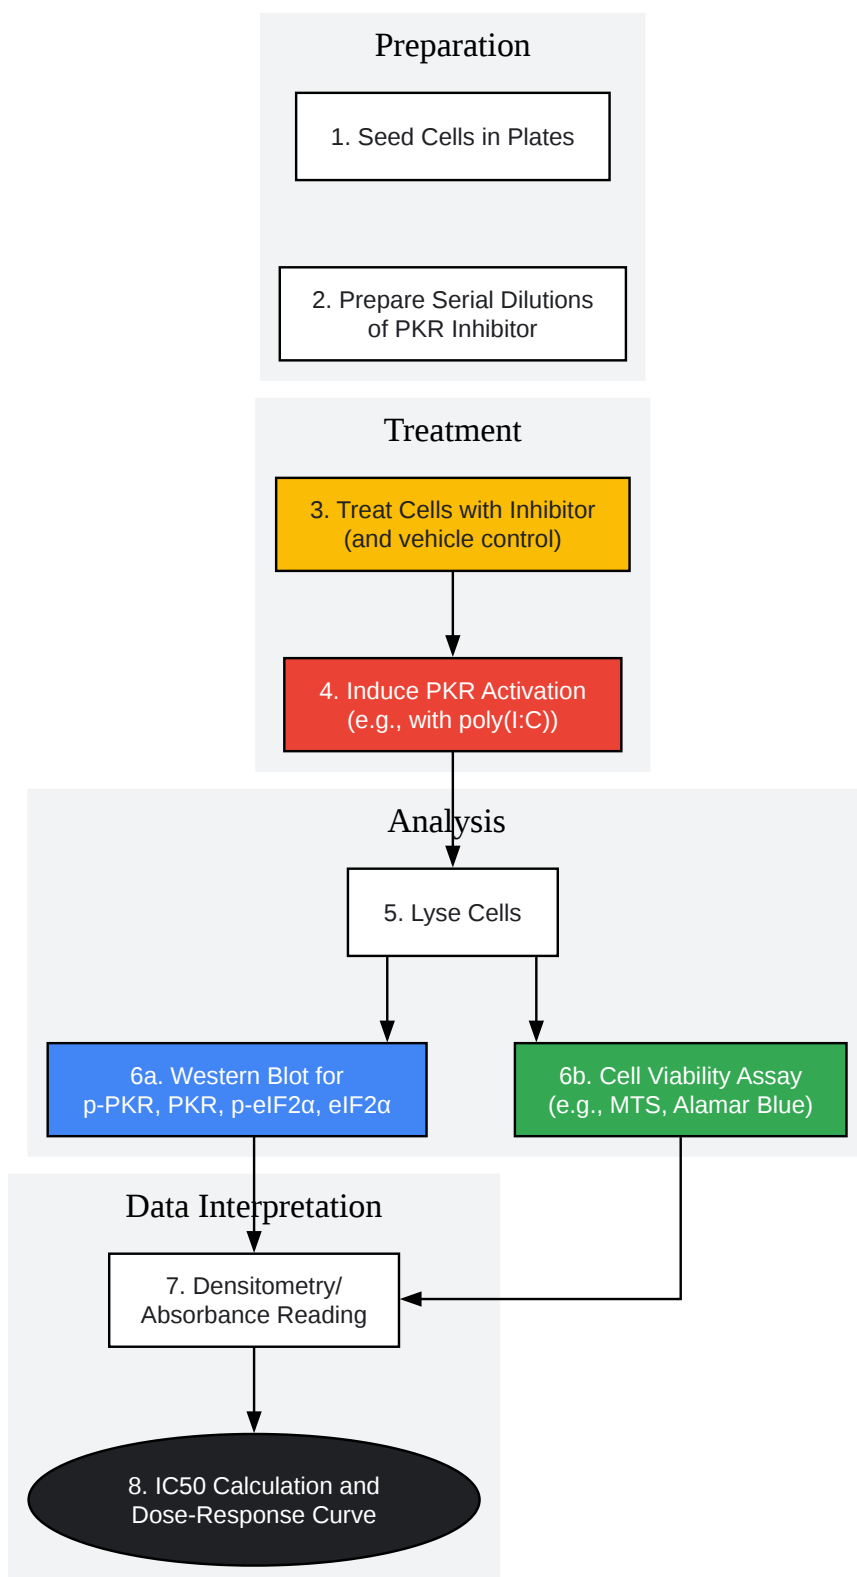 Preparation
1. Seed Cells in Plates
2. Prepare Serial Dilutions
of PKR Inhibitor
Treatment
3. Treat Cells with Inhibitor
(and vehicle control)
4. Induce PKR Activation
(e.g., with poly(I:C))
Analysis
5. Lyse Cells
6a. Western Blot for
p-PKR, PKR, p-eIF2α, eIF2α
6b. Cell Viability Assay
(e.g., MTS, Alamar Blue)
Data Interpretation
7. Densitometry/
Absorbance Reading
8. IC50 Calculation and
Dose-Response Curve